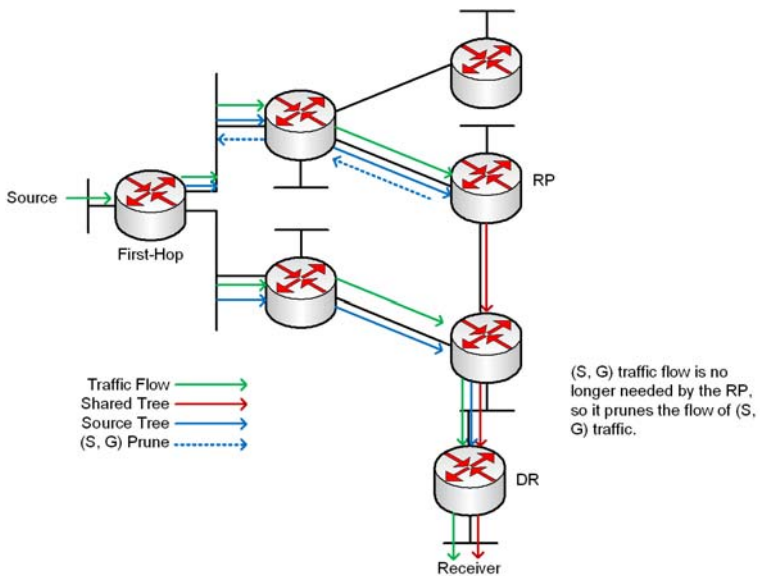 RP
Source
First-Hop
Traffic Flow
Shared Tree
Source Tree
(S, G) Prune
(S, G) traffic flow is no
longer needed by the RP,
so it prunes the flow of (S,
G) traffic.
DR
Receiver